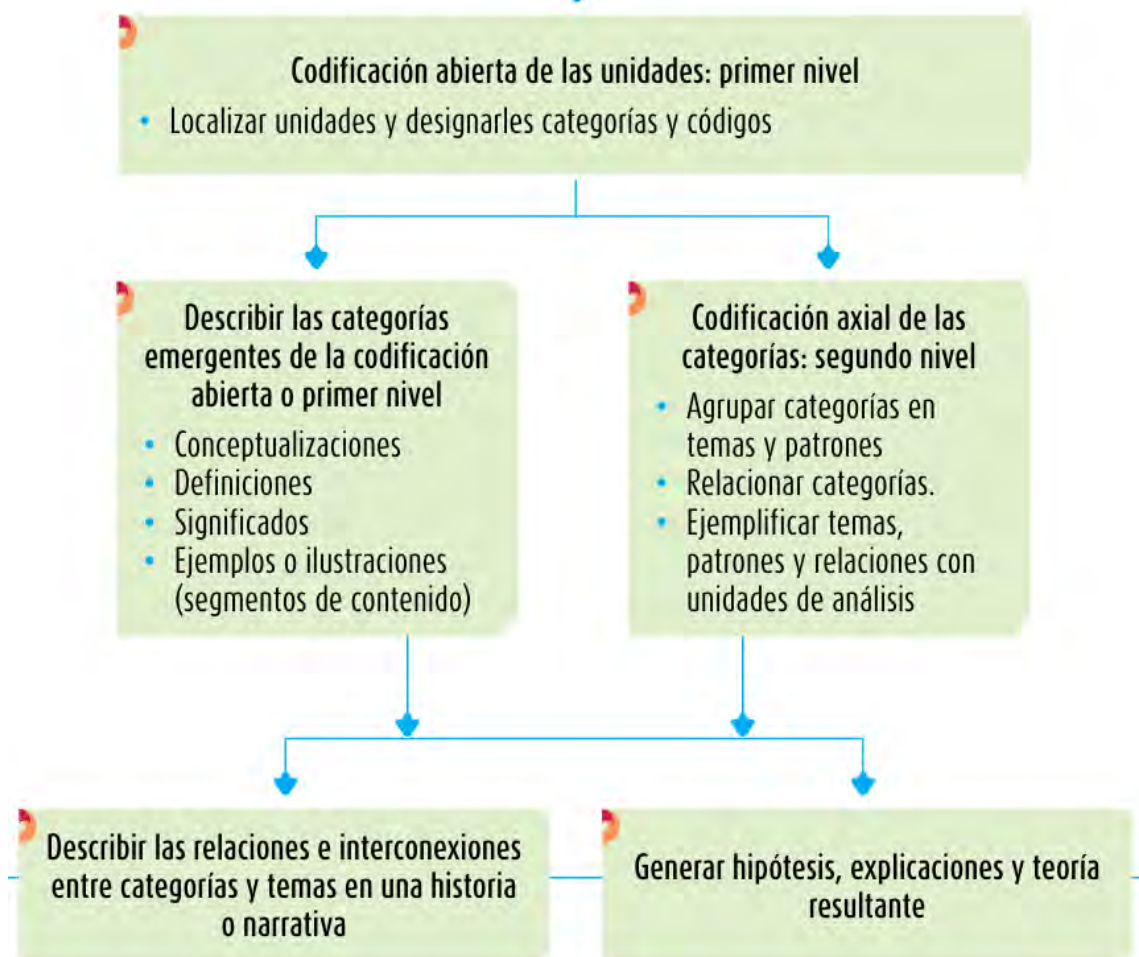 Codificación abierta de las unidades: primer nivel
• Localizar unidades y designarles categorías y códigos
Describir las categorías
emergentes de la codificación
abierta o primer nivel
• Conceptualizaciones
• Definiciones
• Significados
• Ejemplos o ilustraciones
(segmentos de contenido)
Codificación axial de las
categorías: segundo nivel
• Agrupar categorías en
temas y patrones
• Relacionar categorías.
• Ejemplificar temas,
patrones y relaciones con
unidades de análisis
Describir las relaciones e interconexiones
entre categorías y temas en una historia
o narrativa
Generar hipótesis, explicaciones y teoría
resultante